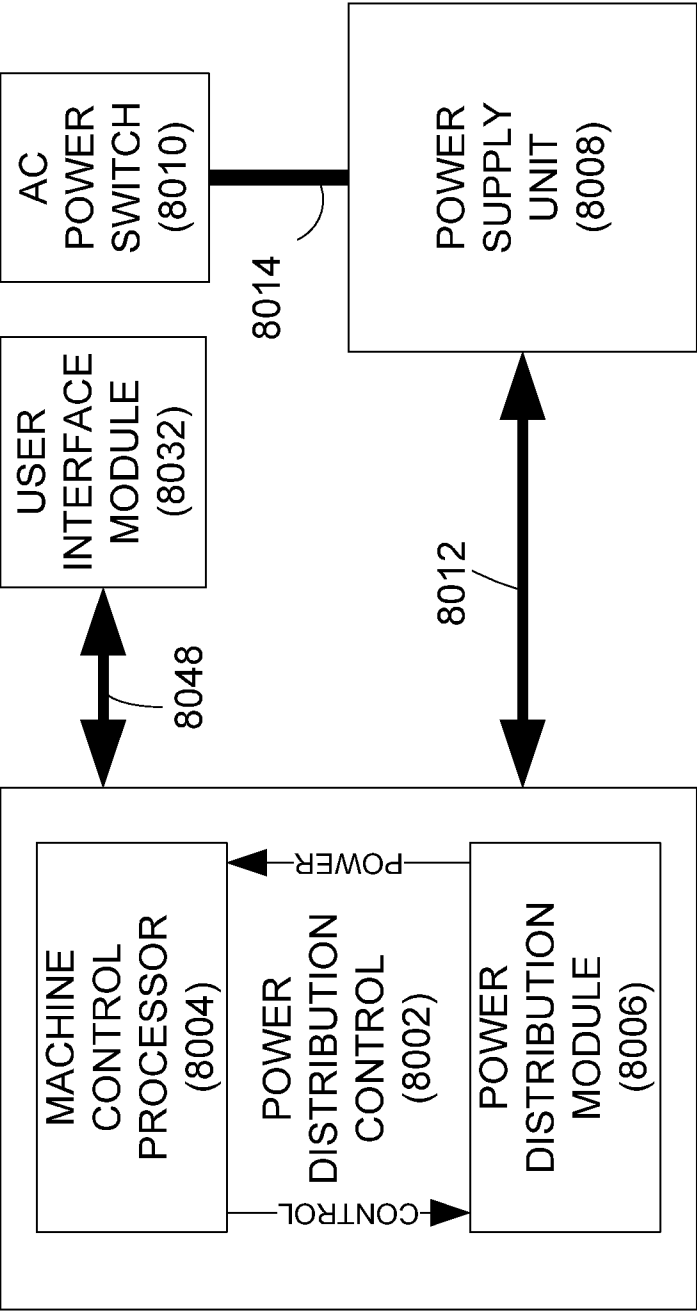 MACHINE
CONTROL
PROCESSOR
(8004)
CONTROL
POWER
POWER
DISTRIBUTION
CONTROL
(8002)
POWER
DISTRIBUTION
MODULE
(8006)
8048
USER
INTERFACE
MODULE
(8032)
8012
AC
POWER
SWITCH
(8010)
8014
POWER
SUPPLY
UNIT
(8008)